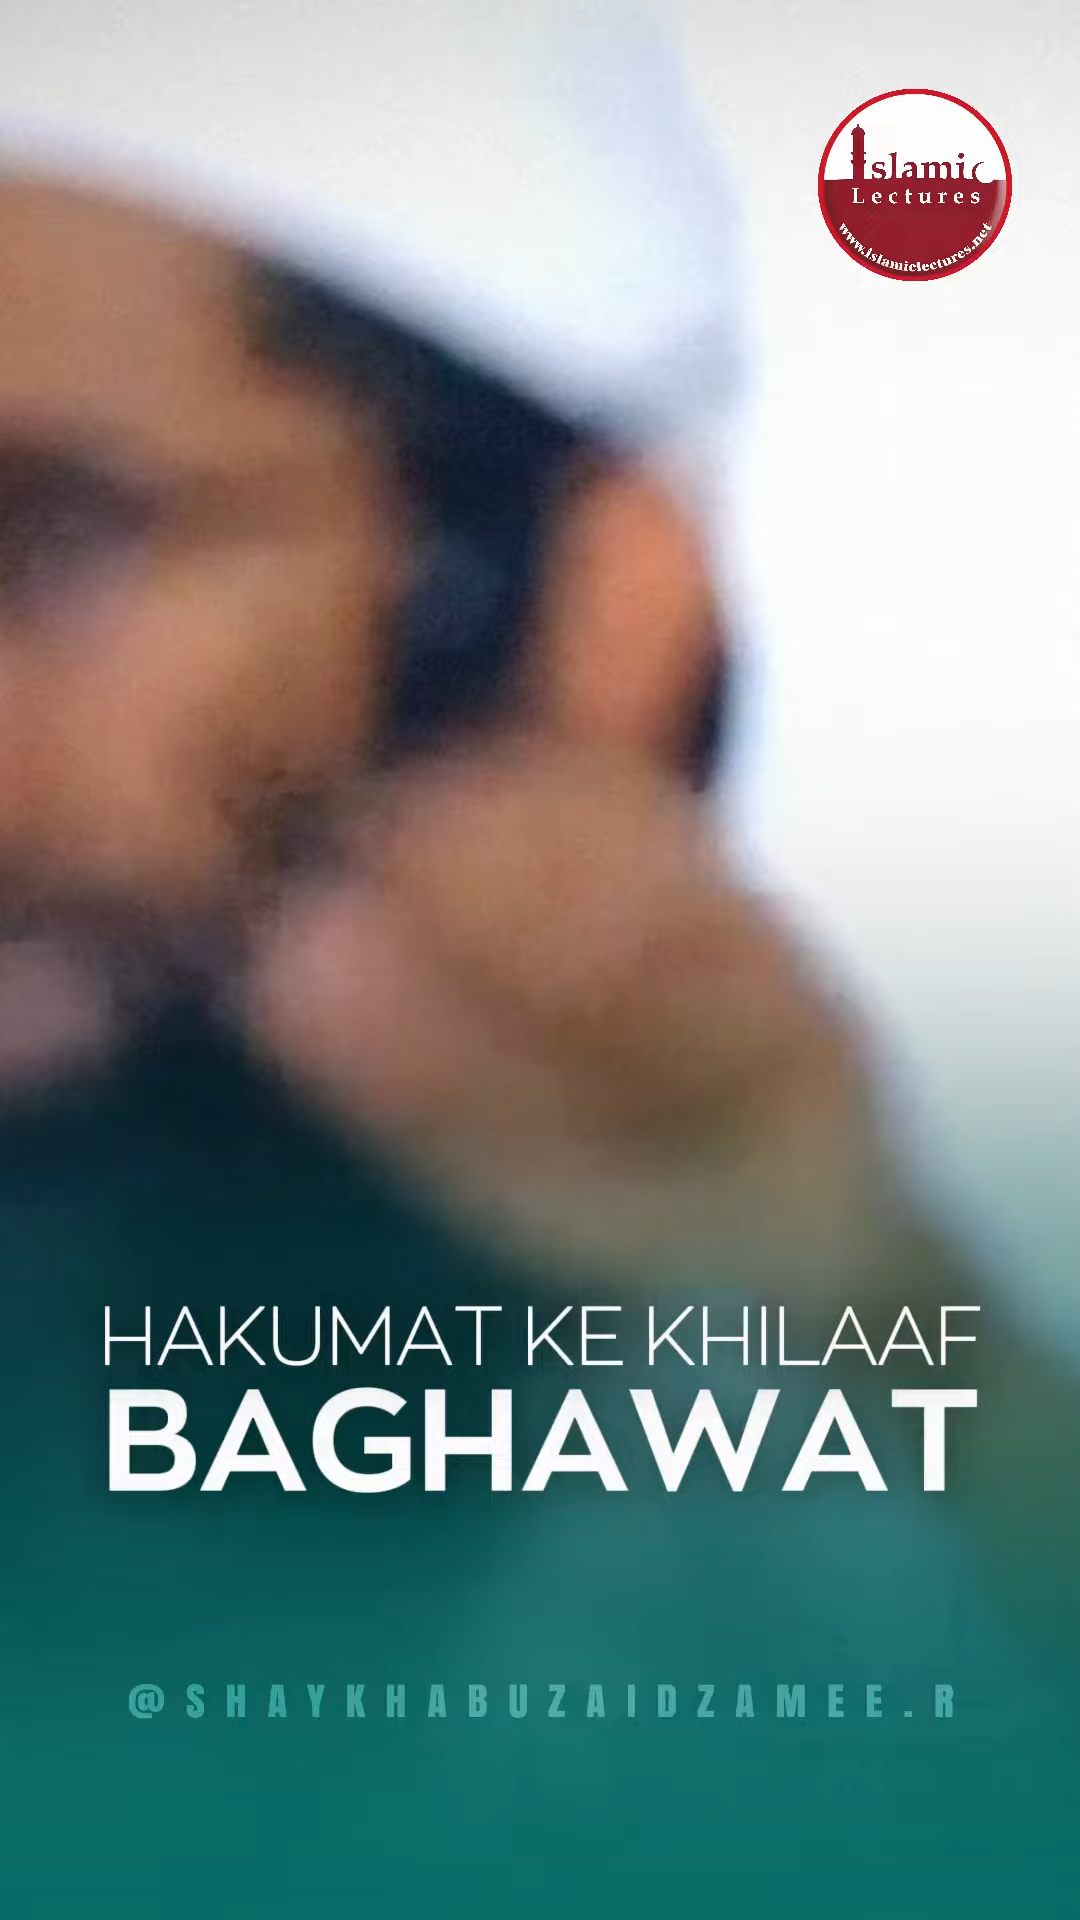 Islamic
Lectures
www.islamiclectures.net
HAKUMAT KE KHILAAF
BAGHAWAT
@SHAYKHABUZAIDZAMEE.R